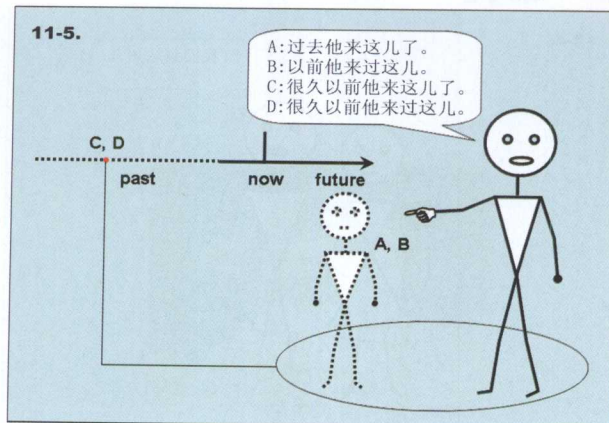 11-5.
A:过去他来这儿了。
B:以前他来过这儿。
C:很久以前他来这儿了。
D:很久以前他来过这儿。
C, D
past now future
A, B